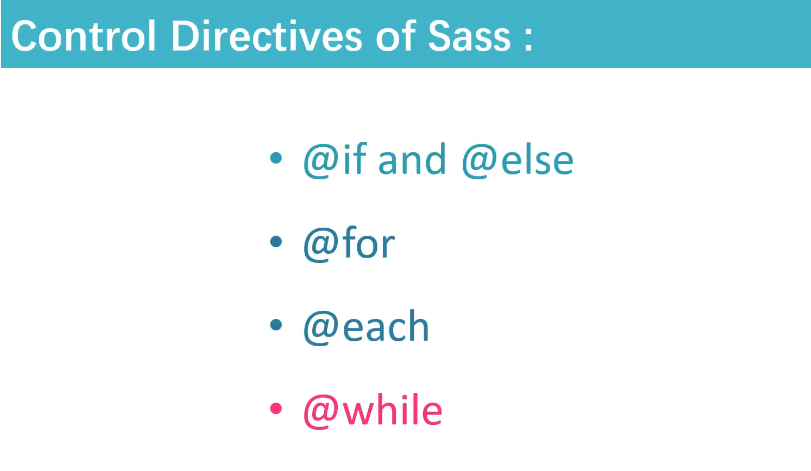 Control Directives of Sass :
• @if and @else
• @for
• @each
• @while